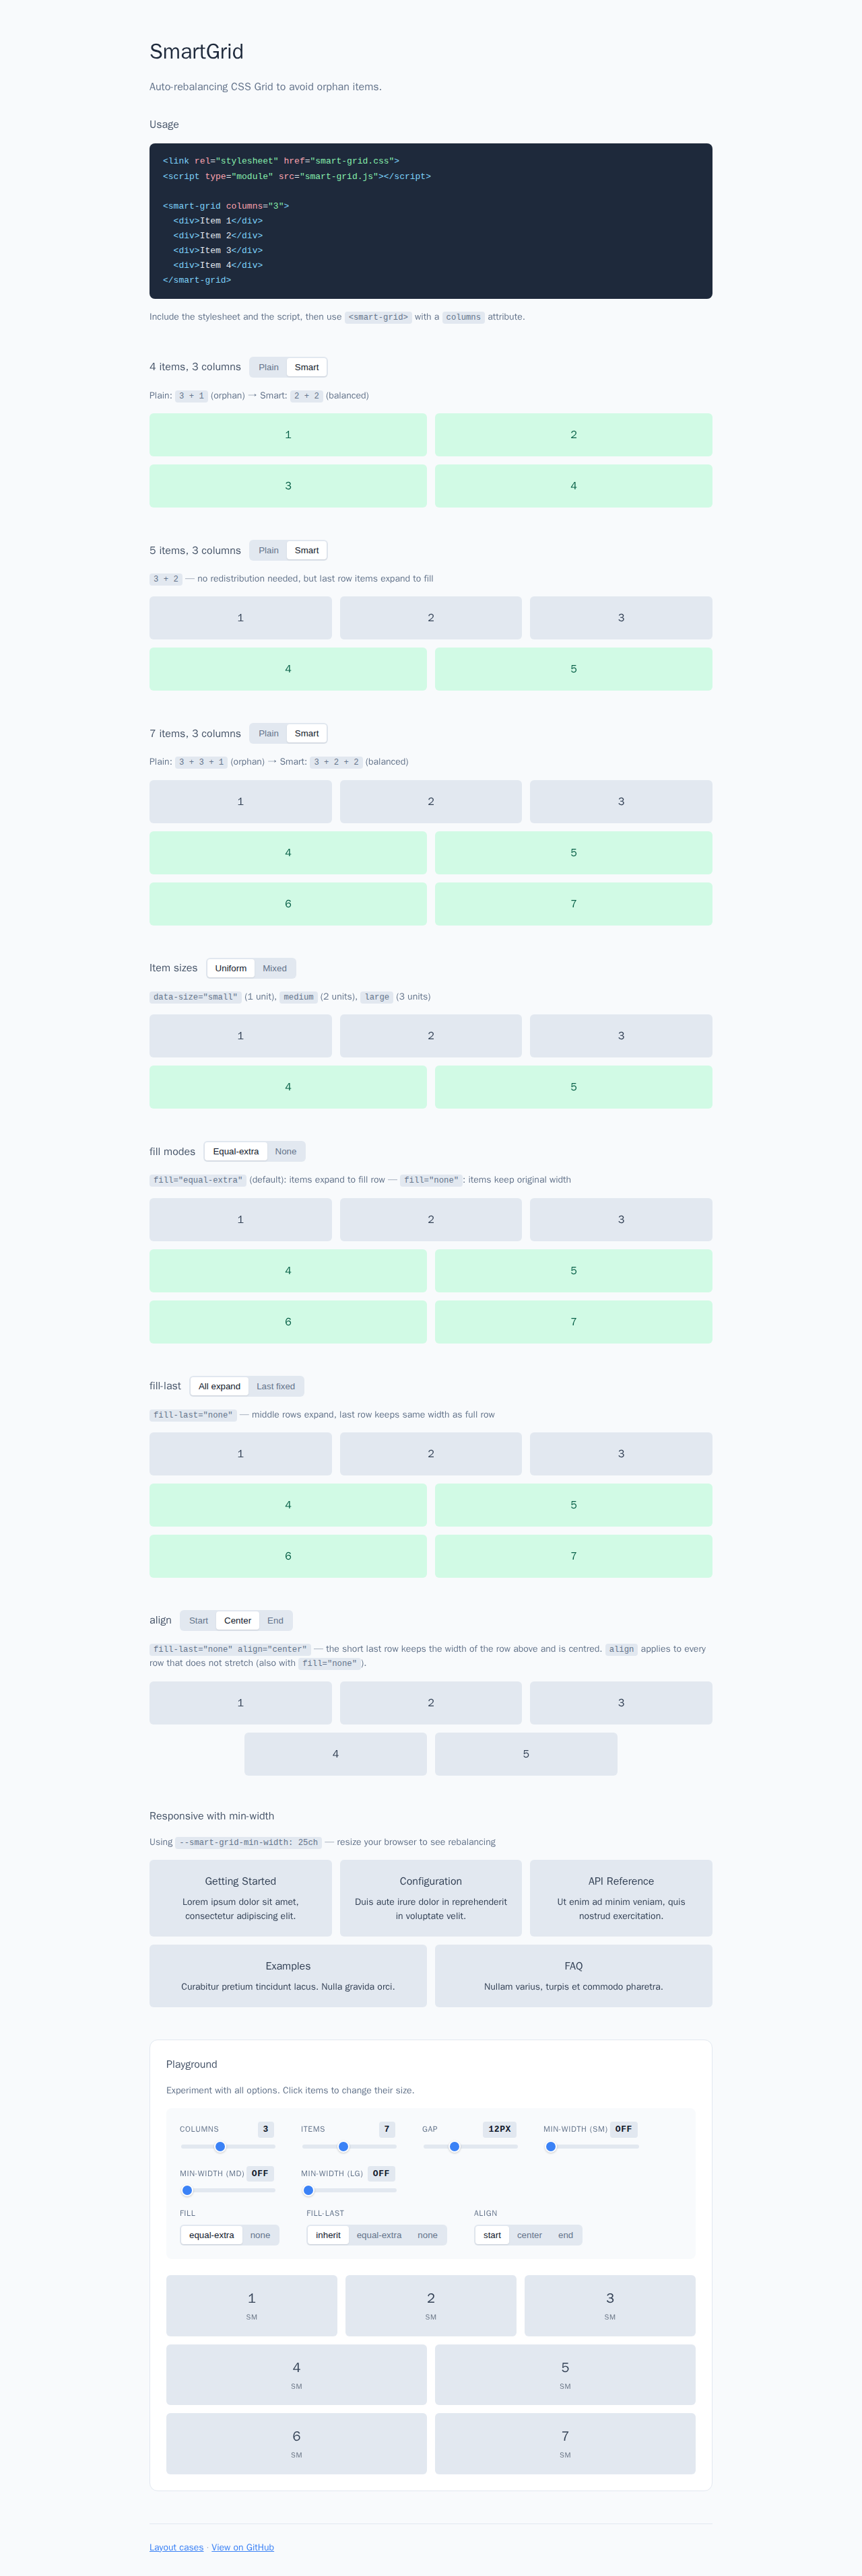 SmartGrid
Auto-rebalancing CSS Grid to avoid orphan items.
Usage
<link rel="stylesheet" href="smart-grid.css">
<script type="module" src="smart-grid.js"></script>
<smart-grid columns="3">
<div>Item 1</div>
<div>Item 2</div>
<div>Item 3</div>
<div>Item 4</div>
</smart-grid>
Include the stylesheet and the script, then use <smart-grid> with a columns attribute.
4 items, 3 columns Plain Smart
Plain: 3 + 1 (orphan) → Smart: 2 + 2 (balanced)
1 2
3 4
5 items, 3 columns Plain Smart
3 + 2 — no redistribution needed, but last row items expand to fill
1 2 3
4 5
7 items, 3 columns Plain Smart
Plain: 3 + 3 + 1 (orphan) → Smart: 3 + 2 + 2 (balanced)
1 2 3
4 5
6 7
Item sizes Uniform Mixed
data-size="small" (1 unit), medium (2 units), large (3 units)
1 2 3
4 5
fill modes Equal-extra None
fill="equal-extra" (default): items expand to fill row — fill="none": items keep original width
1 2 3
4 5
6 7
fill-last All expand Last fixed
fill-last="none" — middle rows expand, last row keeps same width as full row
1 2 3
4 5
6 7
align Start Center End
fill-last="none" align="center" — the short last row keeps the width of the row above and is centred. align applies to every
row that does not stretch (also with fill="none").
1 2 3
4 5
Responsive with min-width
Using --smart-grid-min-width: 25ch — resize your browser to see rebalancing
Getting Started Configuration API Reference
Lorem ipsum dolor sit amet, Duis aute irure dolor in reprehenderit Ut enim ad minim veniam, quis
consectetur adipiscing elit. in voluptate velit. nostrud exercitation.
Examples FAQ
Curabitur pretium tincidunt lacus. Nulla gravida orci. Nullam varius, turpis et commodo pharetra.
Playground
Experiment with all options. Click items to change their size.
COLUMNS 3 ITEMS 7 GAP 12PX MIN-WIDTH (SM) OFF
MIN-WIDTH (MD) OFF MIN-WIDTH (LG) OFF
FILL FILL-LAST ALIGN
equal-extra none inherit equal-extra none start center end
1 2 3
SM SM SM
4 5
SM SM
6 7
SM SM
Layout cases · View on GitHub